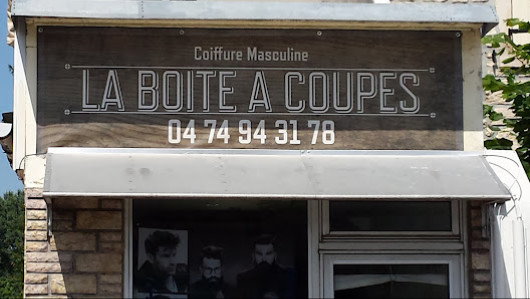 Coiffure Masculine
LA BOITE A COUPES
04 74 94 31 78